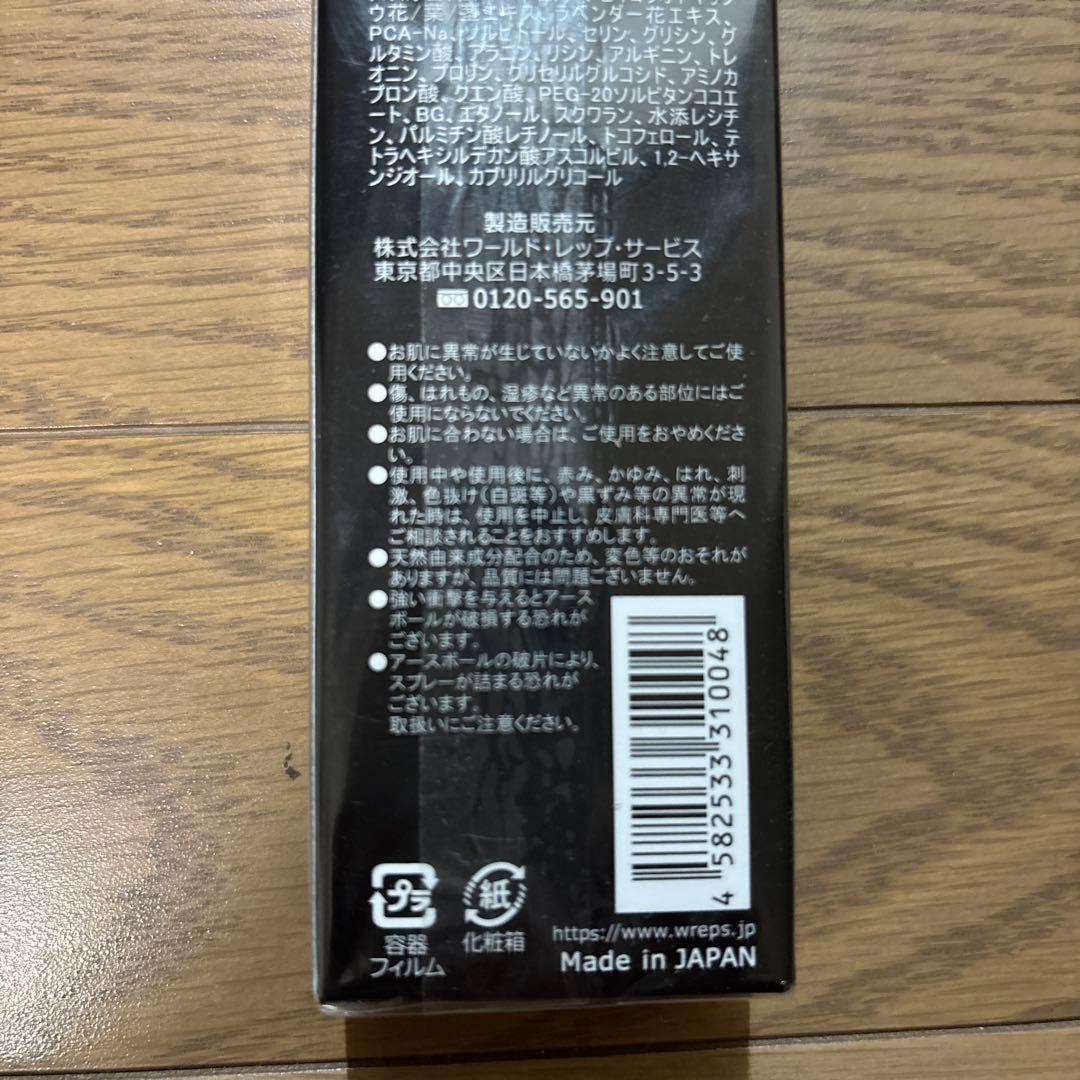 ウ花/葉/茎エキス、ラベンダー花エキス、
PCA-Na、ソルビトール、セリン、グリシン、グ
ルタミン酸、アラニン、リシン、アルギニン、トレ
オニン、プロリン、グリセリルグルコシド、アミノカ
プロン酸、クエン酸、PEG-20ソルビタンココエ
ート、BG、エタノール、スクワラン、水添レシチ
ン、パルミチン酸レチノール、トコフェロール、テ
トラヘキシルデカン酸アスコルビル、1,2-ヘキサ
ンジオール、カプリリルグリコール
製造販売元
株式会社ワールド・レップ・サービス
東京都中央区日本橋茅場町3-5-3
0120-565-901
●お肌に異常が生じていないかよく注意してご使
用ください。
●傷、はれもの、湿疹など異常のある部位にはご
使用にならないでください。
●お肌に合わない場合は、ご使用をおやめくださ
い。
●使用中や使用後に、赤み、かゆみ、はれ、刺
激、色抜け(白斑等)や黒ずみ等の異常が現
れた時は、使用を中止し、皮膚科専門医等へ
ご相談されることをおすすめします。
●天然由来成分配合のため、変色等のおそれが
ありますが、品質には問題ございません。
●強い衝撃を与えるとアース
ボールが破損する恐れが
ございます。
●アースボールの破片により、
スプレーが詰まる恐れが
ございます。
取扱いにご注意ください。
4 582533 310048
プラ
容器
フィルム
紙
化粧箱
https://www.wreps.jp
Made in JAPAN